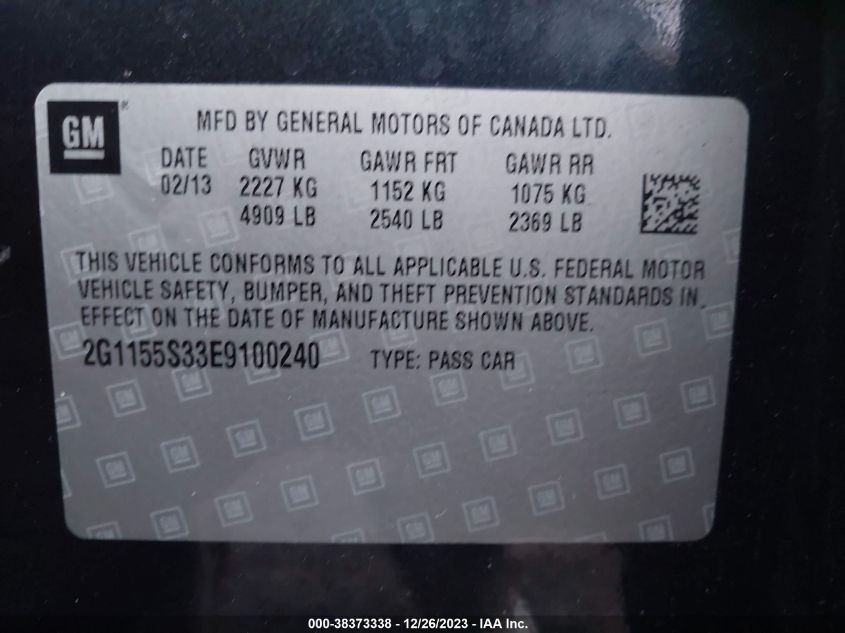 GM®
MFD BY GENERAL MOTORS OF CANADA LTD.
DATE GVWR GAWR FRT GAWR RR
02/13 2227 KG 1152 KG 1075 KG
4909 LB 2540 LB 2369 LB
THIS VEHICLE CONFORMS TO ALL APPLICABLE U.S. FEDERAL MOTOR
VEHICLE SAFETY, BUMPER, AND THEFT PREVENTION STANDARDS IN
EFFECT ON THE DATE OF MANUFACTURE SHOWN ABOVE.
2G1155S33E9100240 TYPE: PASS CAR
000-38373338 - 12/26/2023 - IAA Inc.